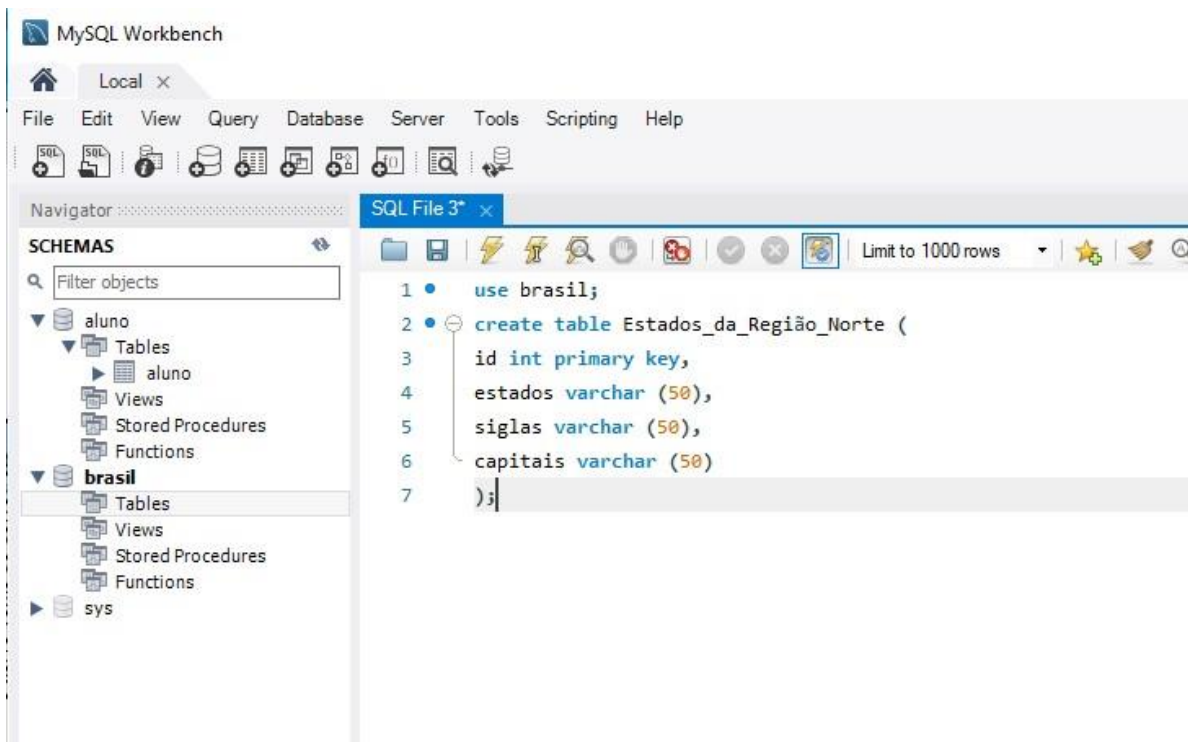 MySQL Workbench
Local
File Edit View Query Database Server Tools Scripting Help
Navigator
SCHEMAS
Filter objects
aluno
Tables
aluno
Views
Stored Procedures
Functions
brasil
Tables
Views
Stored Procedures
Functions
sys
SQL File 3*
Limit to 1000 rows
1 use brasil;
2 create table Estados_da_Região_Norte (
3 id int primary key,
4 estados varchar (50),
5 siglas varchar (50),
6 capitais varchar (50)
7 );